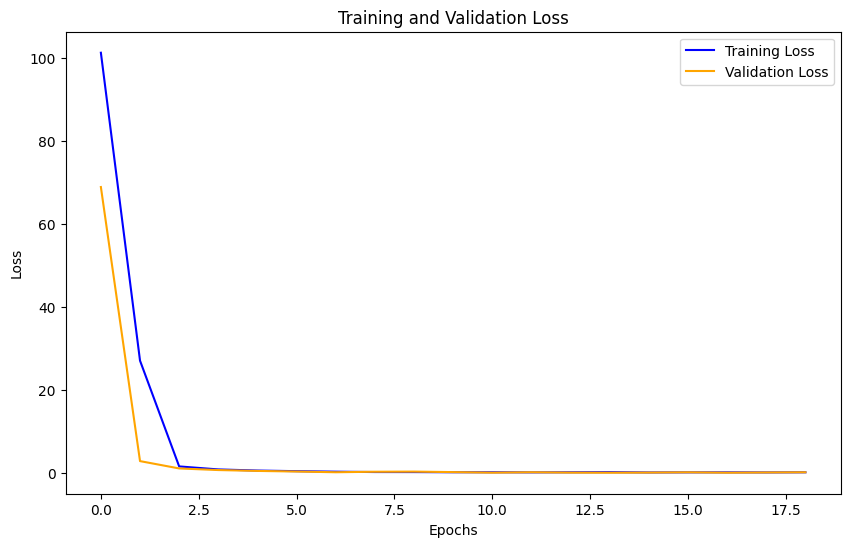 Training and Validation Loss
Training Loss
Validation Loss
100
80
60
40
20
0
Loss
0.0 2.5 5.0 7.5 10.0 12.5 15.0 17.5
Epochs